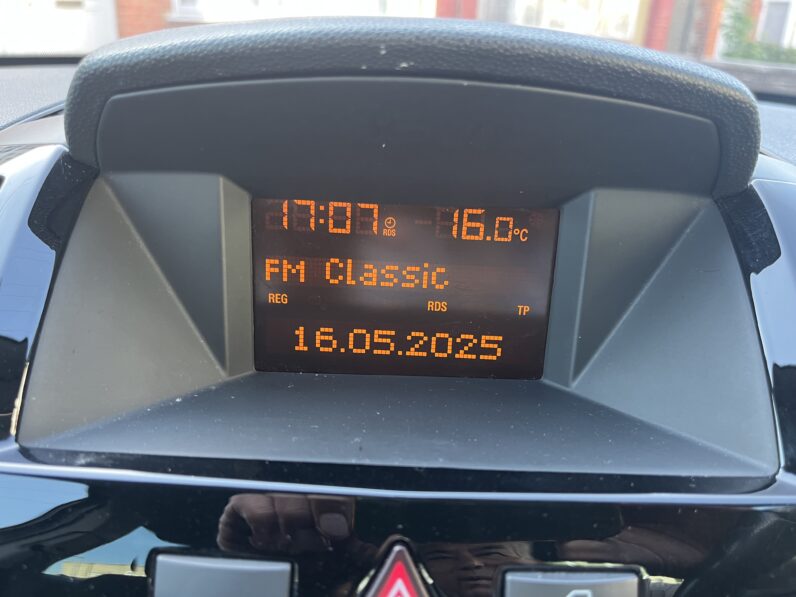 17:07 RDS 16.0°C
FM Classic
REG RDS TP
16.05.2025